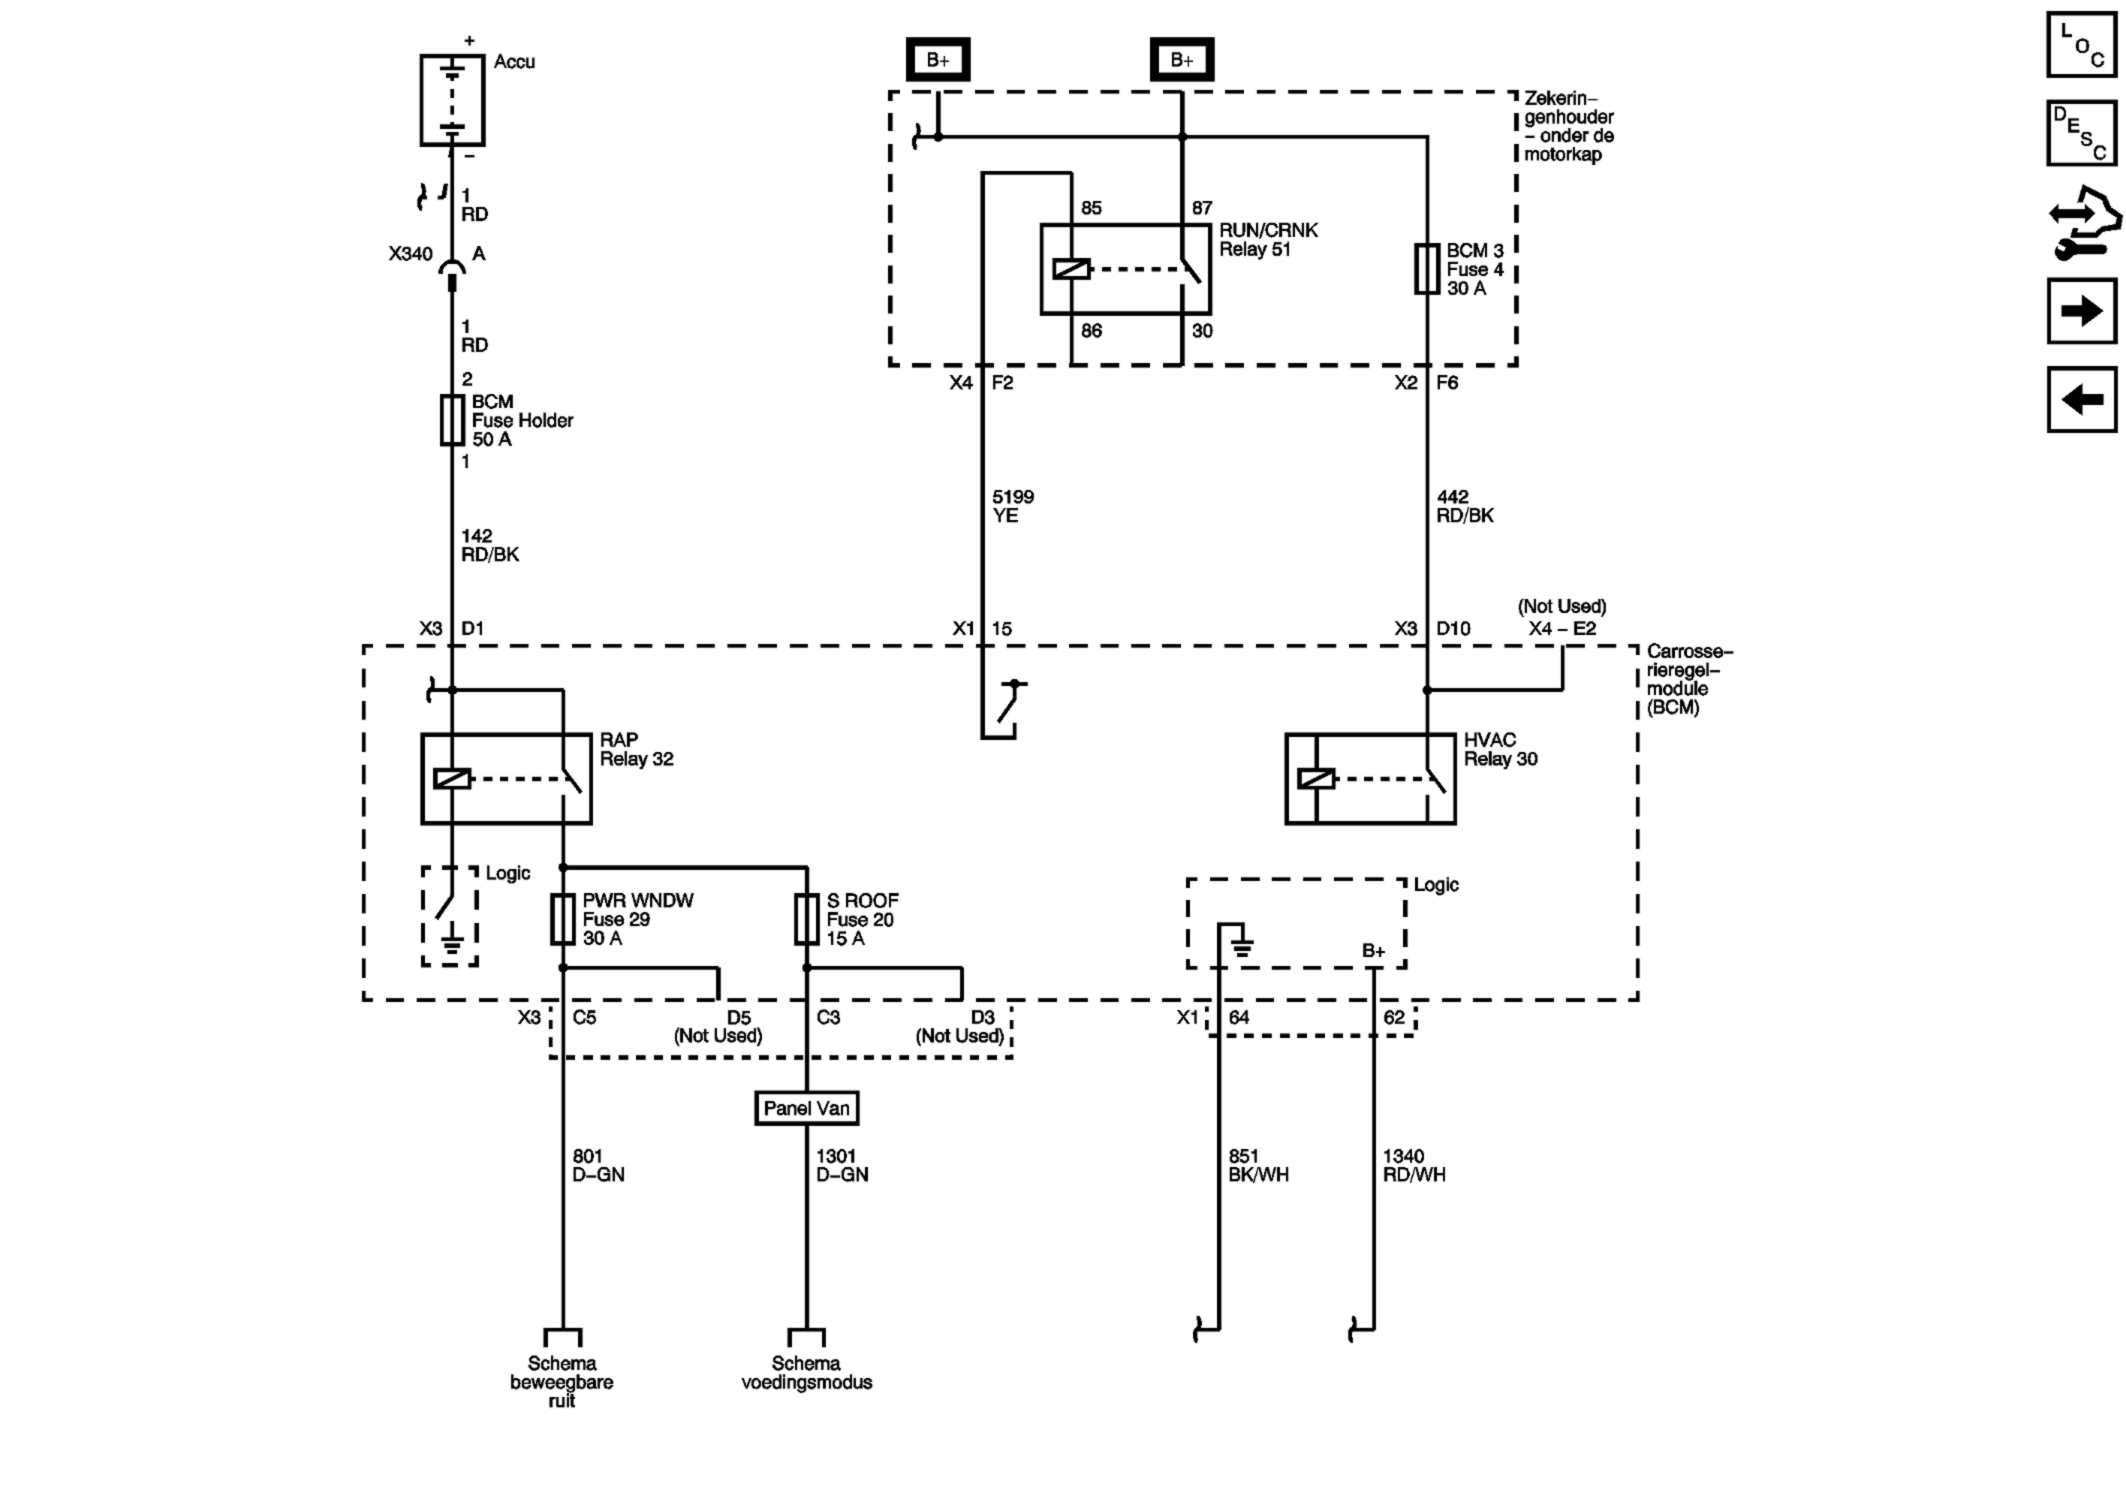 +
Accu
–
1
RD
X340 A
1
RD
2
BCM
Fuse Holder
50 A
1
142
RD/BK
X3 D1
B+
B+
Zekerin–
genhouder
– onder de
motorkap
85
87
RUN/CRNK
Relay 51
86
30
BCM 3
Fuse 4
30 A
X4 F2
X2 F6
5199
YE
442
RD/BK
X1 15
X3 D10
(Not Used)
X4 – E2
Carrosse–
rieregel–
module
(BCM)
RAP
Relay 32
HVAC
Relay 30
Logic
PWR WNDW
Fuse 29
30 A
S ROOF
Fuse 20
15 A
Logic
B+
X3 C5
D5
(Not Used)
C3
D3
(Not Used)
X1 64
62
Panel Van
801
D–GN
1301
D–GN
851
BK/WH
1340
RD/WH
Schema
beweegbare
ruit
Schema
voedingsmodus
LOC
DESC